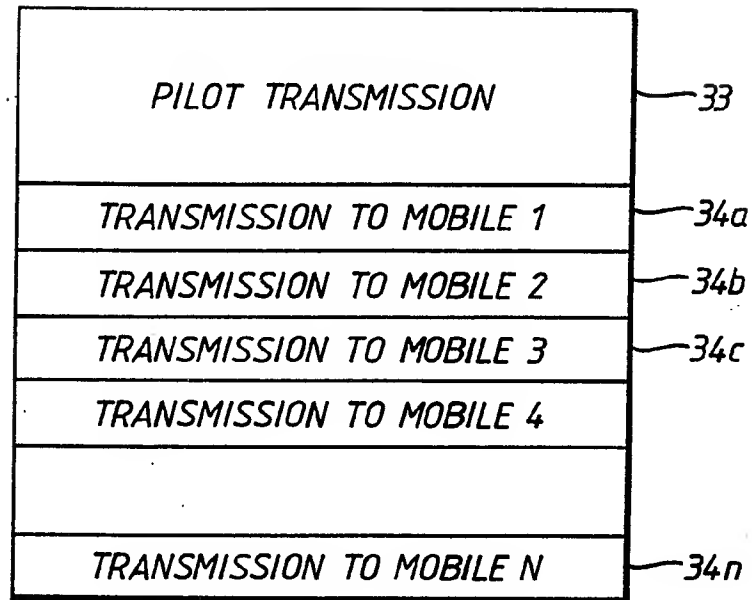 PILOT TRANSMISSION 33
TRANSMISSION TO MOBILE 1 34a
TRANSMISSION TO MOBILE 2 34b
TRANSMISSION TO MOBILE 3 34c
TRANSMISSION TO MOBILE 4
TRANSMISSION TO MOBILE N 34n